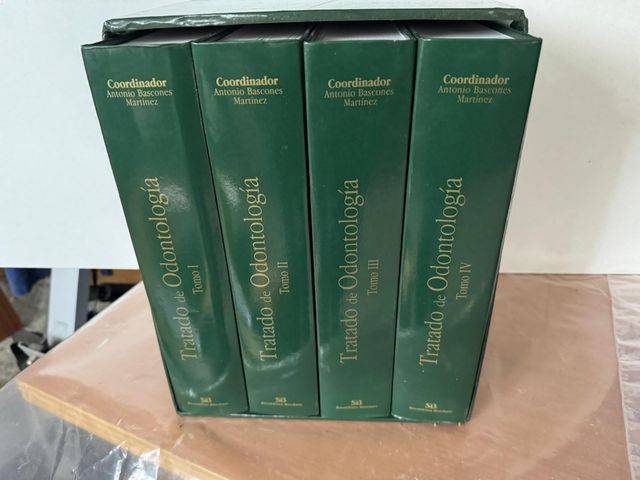 Coordinador
Antonio Bascones
Martínez
Tratado de Odontología
Tomo I
Coordinador
Antonio Bascones
Martínez
Tratado de Odontología
Tomo II
Coordinador
Antonio Bascones
Martínez
Tratado de Odontología
Tomo III
Coordinador
Antonio Bascones
Martínez
Tratado de Odontología
Tomo IV